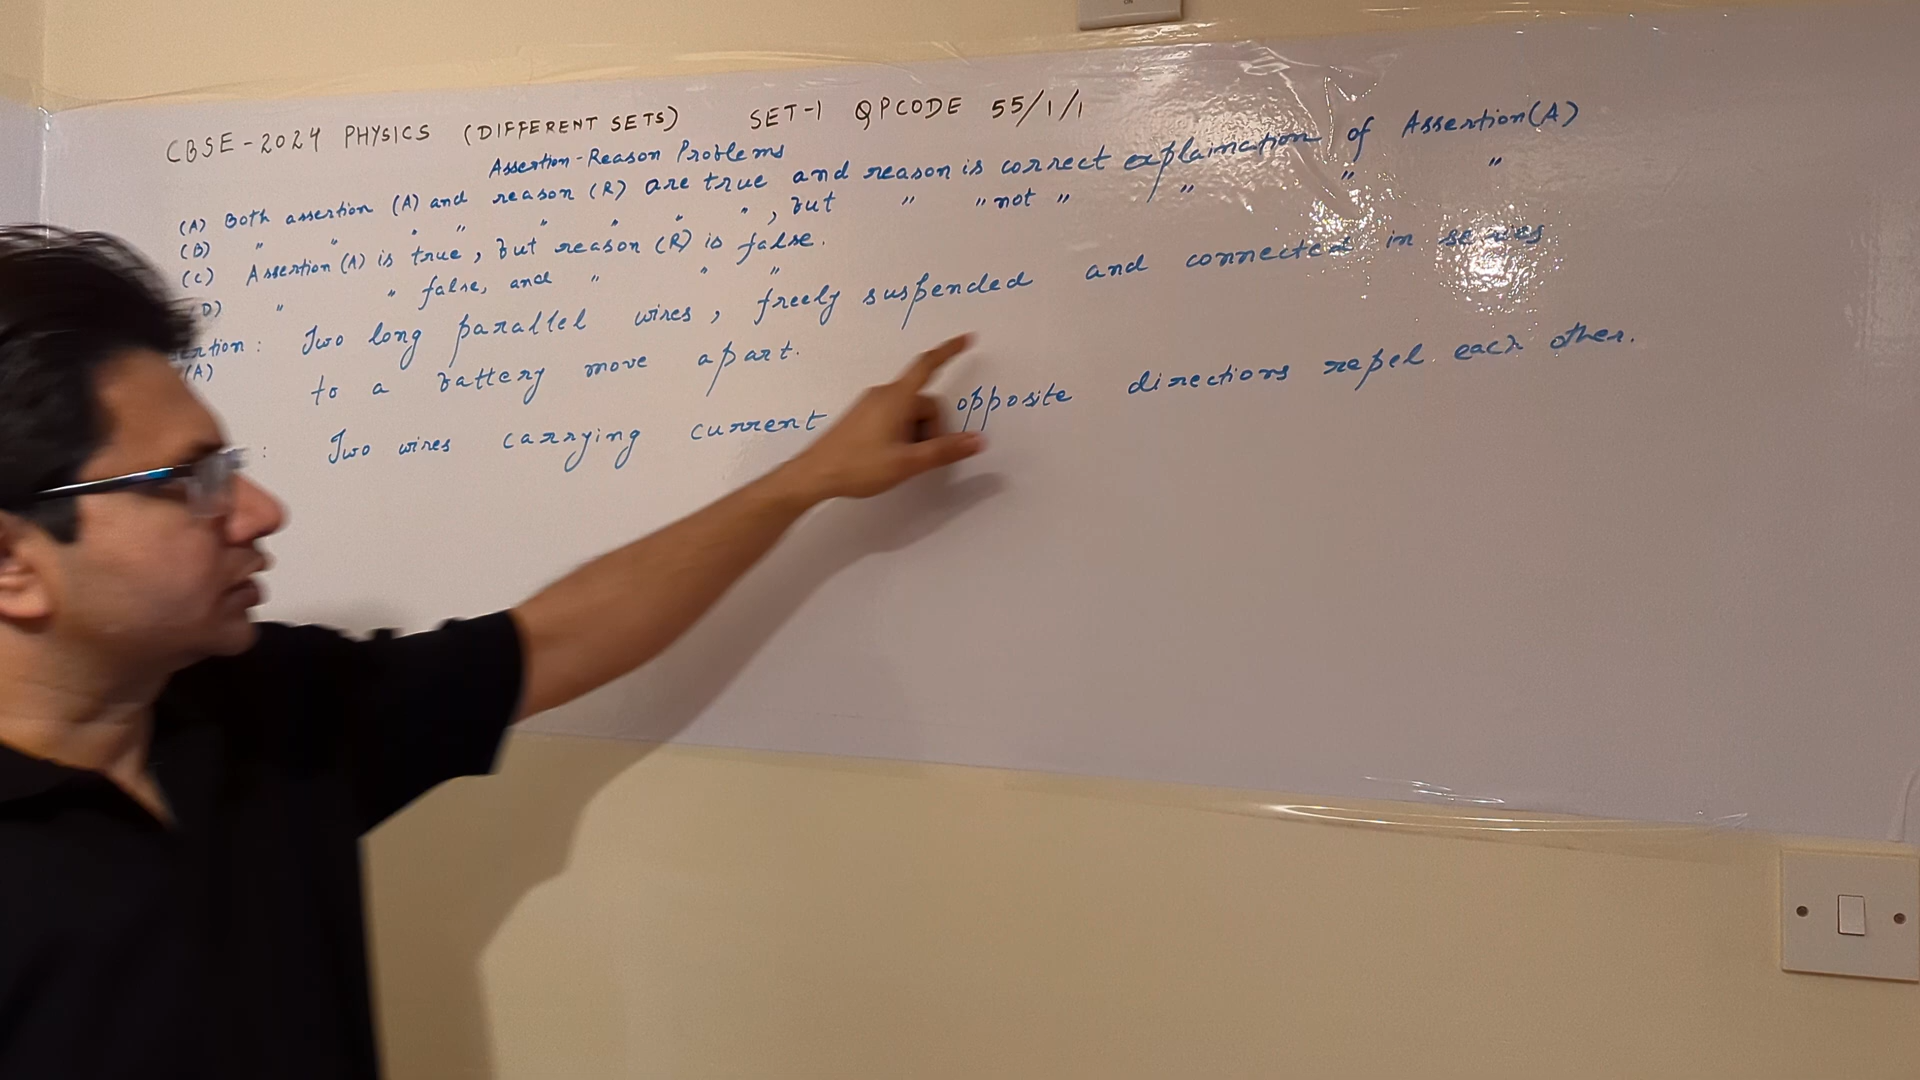 CBSE-2024 PHYSICS (DIFFERENT SETS) SET-1 QPCODE 55/1/1
Assertion-Reason Problems
(A) Both assertion (A) and reason (R) are true and reason is correct explaination of Assertion(A)
(B) " " " " " " " " , but " " not " " " "
(C) Assertion (A) is true, but reason (R) is false.
D) " " false, and " " "
ertion : Two long parallel wires, freely suspended and connected in series
(A) to a battery move apart.
: Two wires carrying current opposite directions repel each other.